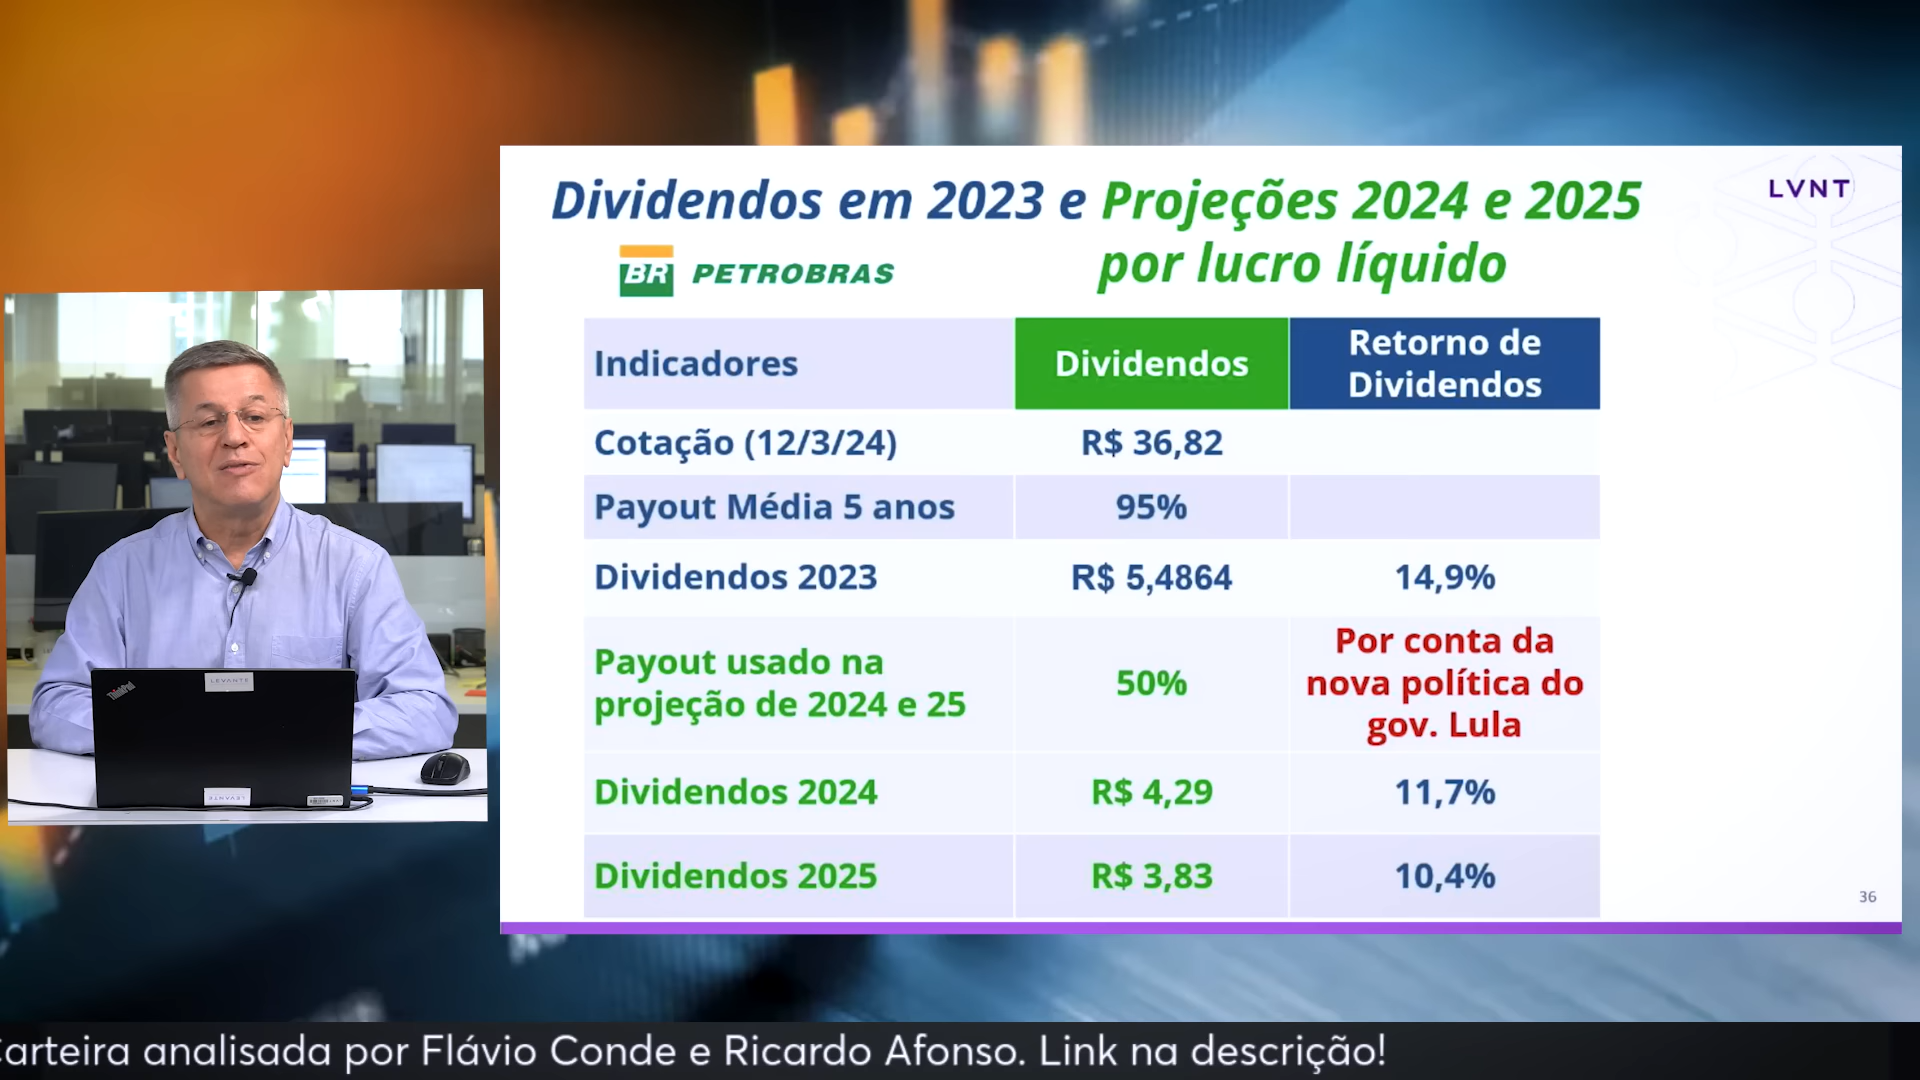 Dividendos em 2023 e Projeções 2024 e 2025
por lucro líquido
LVNT
BR PETROBRAS
Indicadores
Dividendos
Retorno de
Dividendos
Cotação (12/3/24)
R$ 36,82
Payout Média 5 anos
95%
Dividendos 2023
R$ 5,4864
14,9%
Payout usado na
projeção de 2024 e 25
50%
Por conta da
nova política do
gov. Lula
Dividendos 2024
R$ 4,29
11,7%
Dividendos 2025
R$ 3,83
10,4%
36
ThinkPad
LEVANTE
LEVANTE
arteira analisada por Flávio Conde e Ricardo Afonso. Link na descrição!